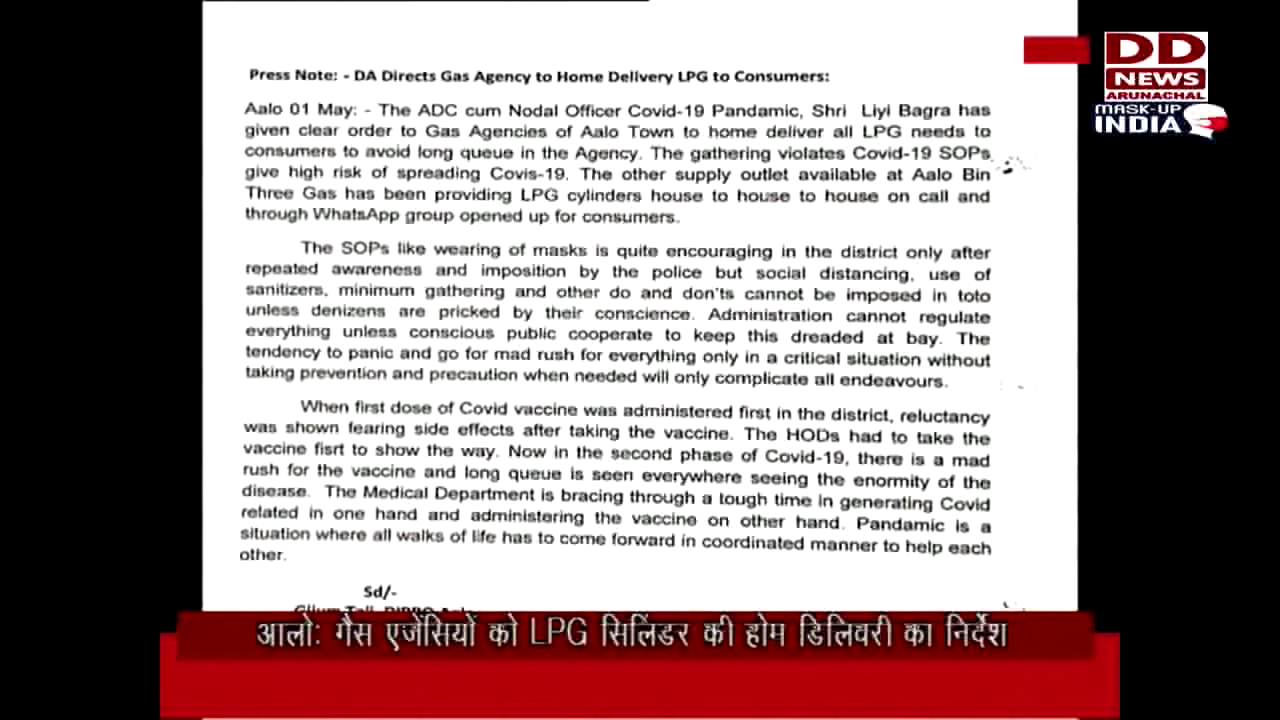 DD
NEWS
ARUNACHAL
MASK-UP
INDIA
Press Note: - DA Directs Gas Agency to Home Delivery LPG to Consumers:
Aalo 01 May: - The ADC cum Nodal Officer Covid-19 Pandamic, Shri Liyi Bagra has
given clear order to Gas Agencies of Aalo Town to home deliver all LPG needs to
consumers to avoid long queue in the Agency. The gathering violates Covid-19 SOPs
give high risk of spreading Covis-19. The other supply outlet available at Aalo Bin
Three Gas has been providing LPG cylinders house to house to house on call and
through WhatsApp group opened up for consumers.
The SOPs like wearing of masks is quite encouraging in the district only after
repeated awareness and imposition by the police but social distancing, use of
sanitizers, minimum gathering and other do and don'ts cannot be imposed in toto
unless denizens are pricked by their conscience. Administration cannot regulate
everything unless conscious public cooperate to keep this dreaded at bay. The
tendency to panic and go for mad rush for everything only in a critical situation without
taking prevention and precaution when needed will only complicate all endeavours.
When first dose of Covid vaccine was administered first in the district, reluctancy
was shown fearing side effects after taking the vaccine. The HODs had to take the
vaccine fisrt to show the way. Now in the second phase of Covid-19, there is a mad
rush for the vaccine and long queue is seen everywhere seeing the enormity of the
disease. The Medical Department is bracing through a tough time in generating Covid
related in one hand and administering the vaccine on other hand. Pandamic is a
situation where all walks of life has to come forward in coordinated manner to help each
other.
Sd/-
आलो: गैस एजेंसियों को LPG सिलिंडर की होम डिलिवरी का निर्देश